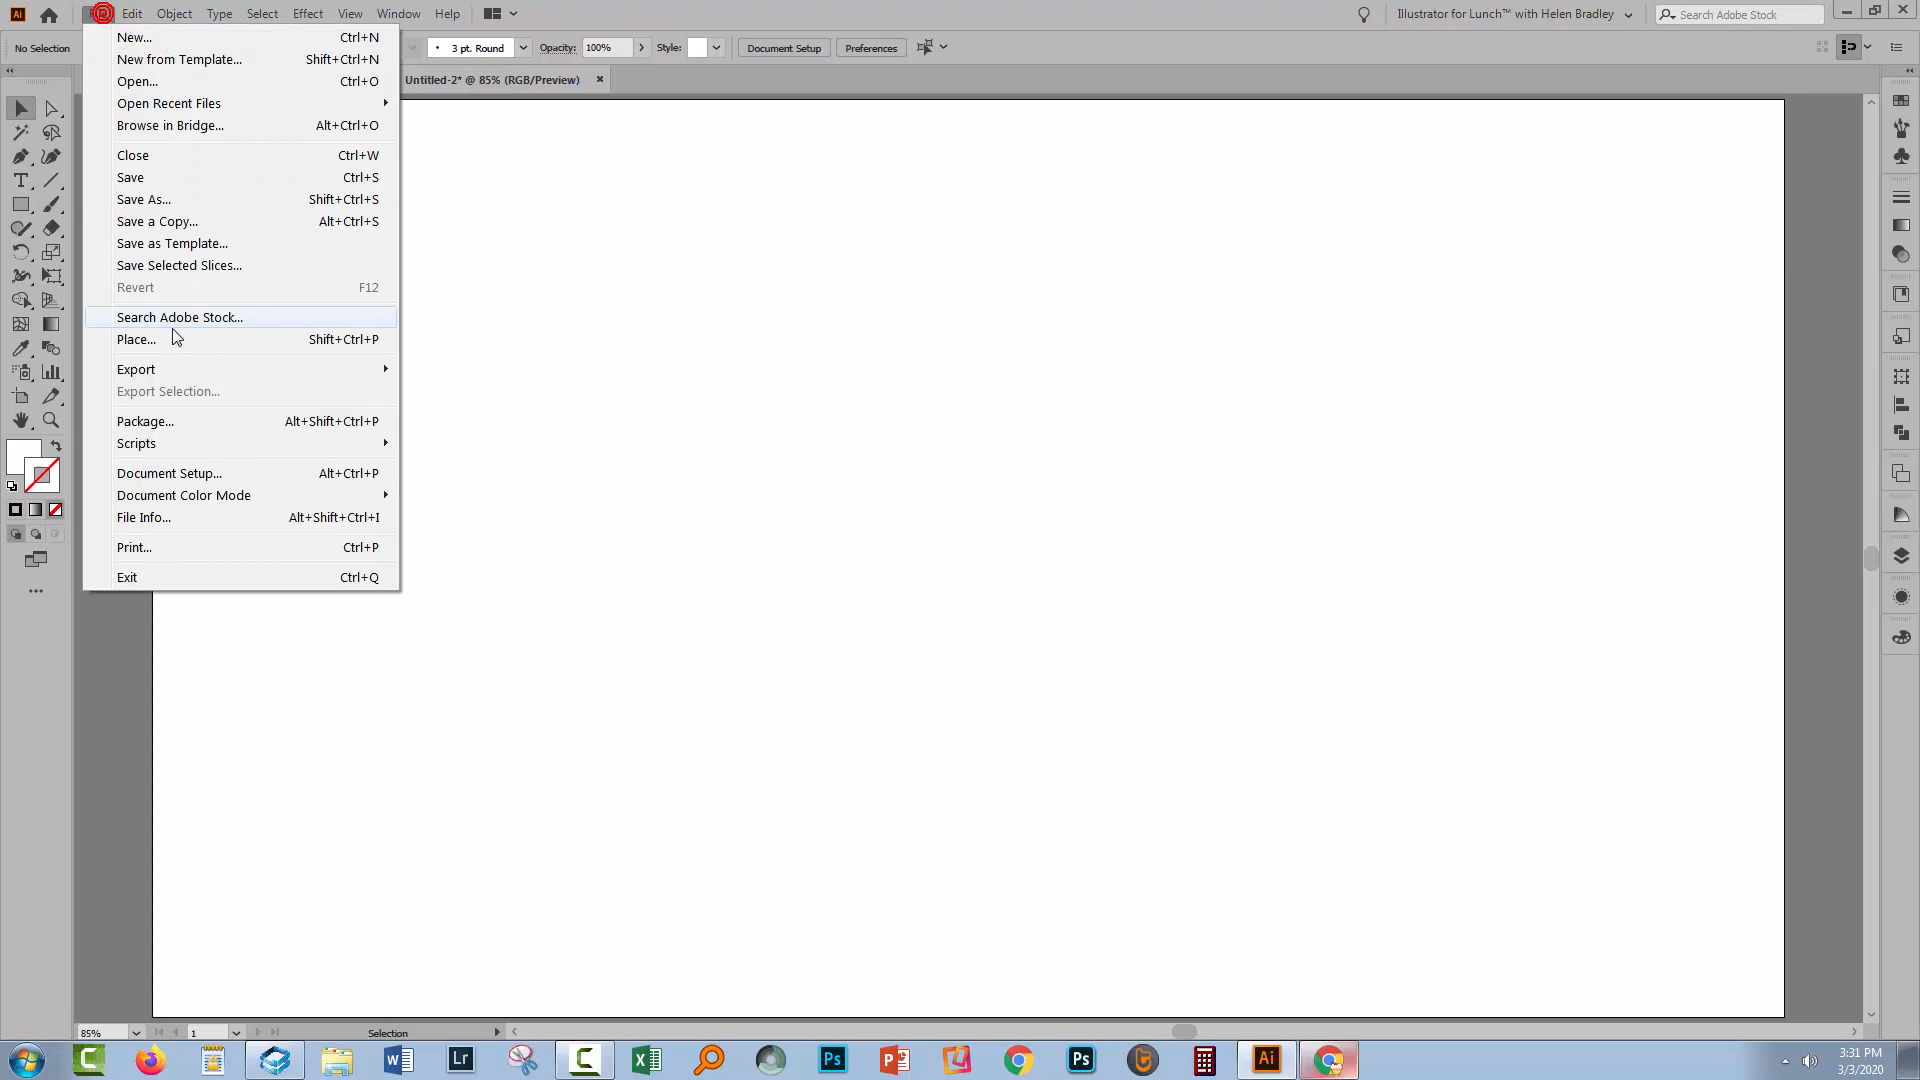 Ai Edit Object Type Select Effect View Window Help Illustrator for Lunch™ with Helen Bradley Search Adobe Stock
No Selection 3 pt. Round Opacity: 100% Style: Document Setup Preferences
Untitled-2* @ 85% (RGB/Preview)
New... Ctrl+N
New from Template... Shift+Ctrl+N
Open... Ctrl+O
Open Recent Files
Browse in Bridge... Alt+Ctrl+O
Close Ctrl+W
Save Ctrl+S
Save As... Shift+Ctrl+S
Save a Copy... Alt+Ctrl+S
Save as Template...
Save Selected Slices...
Revert F12
Search Adobe Stock...
Place... Shift+Ctrl+P
Export
Export Selection...
Package... Alt+Shift+Ctrl+P
Scripts
Document Setup... Alt+Ctrl+P
Document Color Mode
File Info... Alt+Shift+Ctrl+I
Print... Ctrl+P
Exit Ctrl+Q
85% 1 Selection
Lr Ps Ps Ai 3:31 PM
3/3/2020